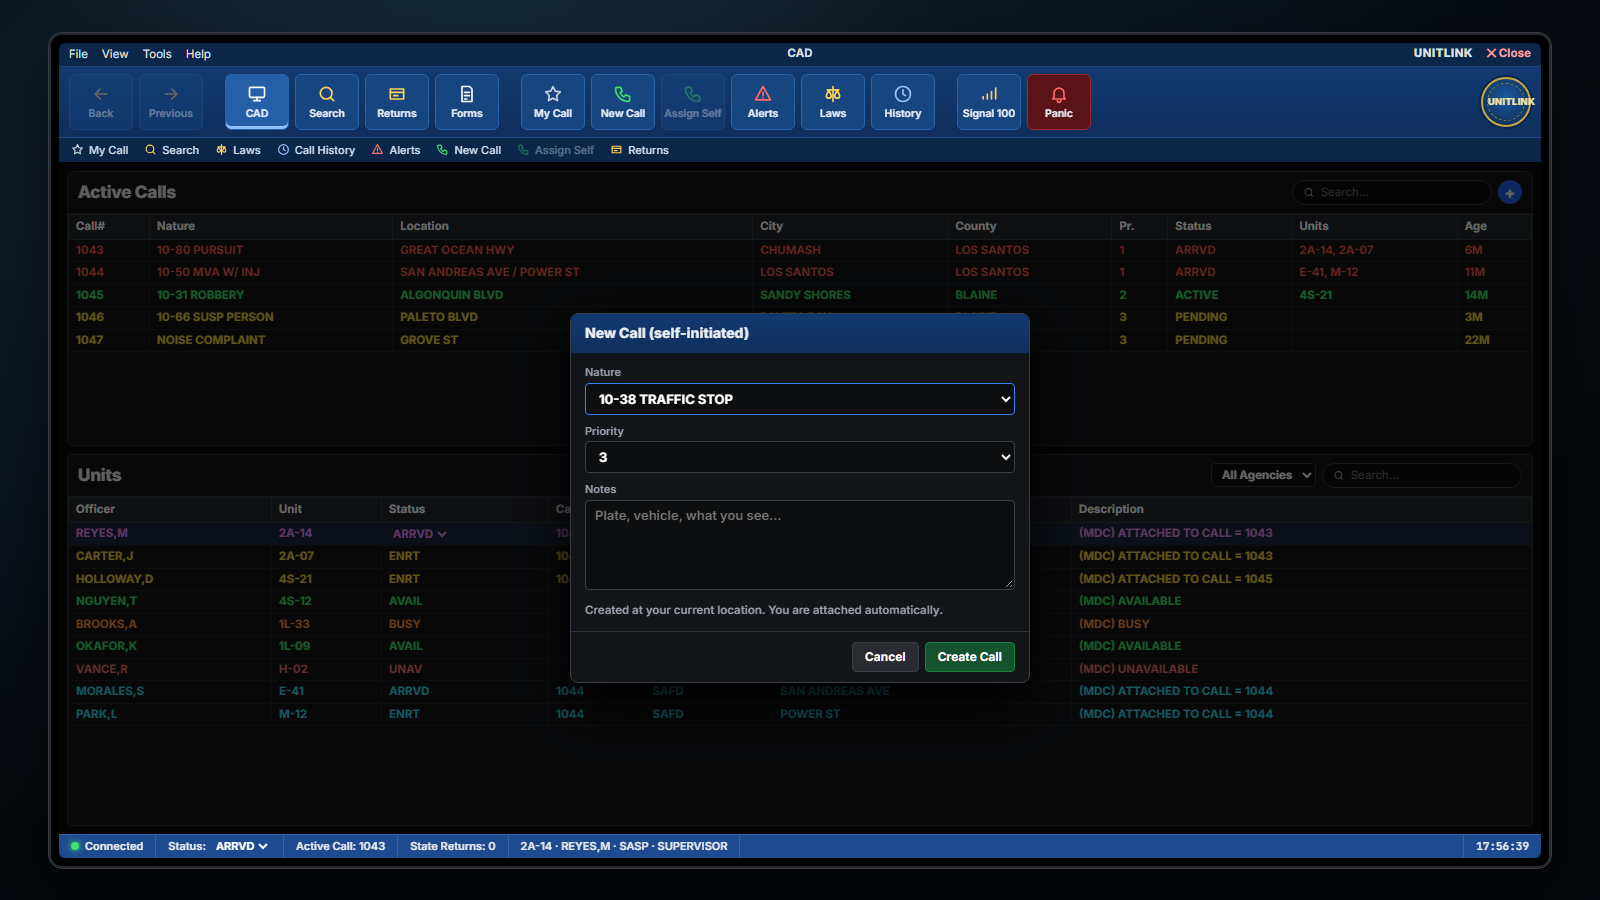 File View Tools Help CAD UNITLINK Close
Back Previous CAD Search Returns Forms My Call New Call Assign Self Alerts Laws History Signal 100 Panic UNITLINK
My Call Search Laws Call History Alerts New Call Assign Self Returns
Active Calls Search... +
Call# Nature Location City County Pr. Status Units Age
1043 10-80 PURSUIT GREAT OCEAN HWY CHUMASH LOS SANTOS 1 ARRVD 2A-14, 2A-07 6M
1044 10-50 MVA W/ INJ SAN ANDREAS AVE / POWER ST LOS SANTOS LOS SANTOS 1 ARRVD E-41, M-12 11M
1045 10-31 ROBBERY ALGONQUIN BLVD SANDY SHORES BLAINE 2 ACTIVE 4S-21 14M
1046 10-66 SUSP PERSON PALETO BLVD 3 PENDING 3M
1047 NOISE COMPLAINT GROVE ST 3 PENDING 22M
New Call (self-initiated)
Nature
10-38 TRAFFIC STOP
Priority
3
Notes
Plate, vehicle, what you see...
Created at your current location. You are attached automatically.
Cancel Create Call
Units All Agencies Search...
Officer Unit Status Ca Description
REYES,M 2A-14 ARRVD 10 (MDC) ATTACHED TO CALL = 1043
CARTER,J 2A-07 ENRT 10 (MDC) ATTACHED TO CALL = 1043
HOLLOWAY,D 4S-21 ENRT 10 (MDC) ATTACHED TO CALL = 1045
NGUYEN,T 4S-12 AVAIL (MDC) AVAILABLE
BROOKS,A 1L-33 BUSY (MDC) BUSY
OKAFOR,K 1L-09 AVAIL (MDC) AVAILABLE
VANCE,R H-02 UNAV (MDC) UNAVAILABLE
MORALES,S E-41 ARRVD 1044 SAFD SAN ANDREAS AVE (MDC) ATTACHED TO CALL = 1044
PARK,L M-12 ENRT 1044 SAFD POWER ST (MDC) ATTACHED TO CALL = 1044
Connected Status: ARRVD Active Call: 1043 State Returns: 0 2A-14 · REYES,M · SASP · SUPERVISOR 17:56:39